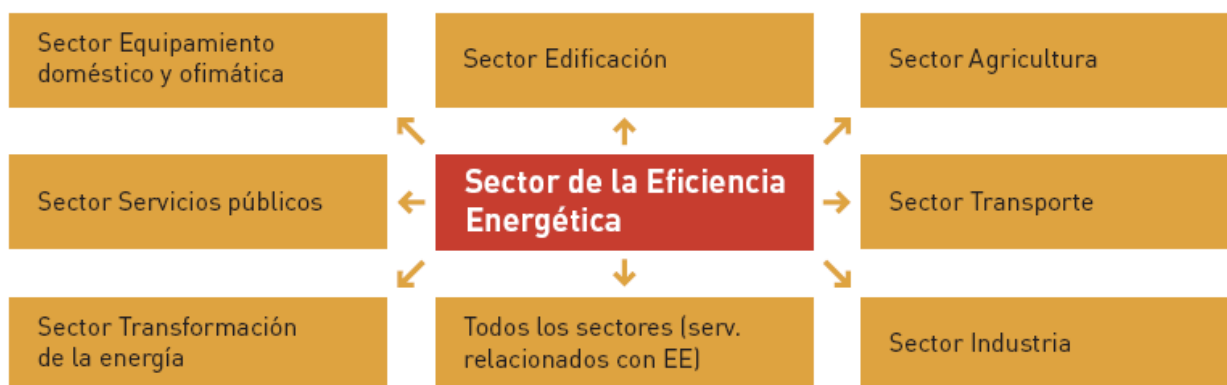 Sector Equipamiento
doméstico y ofimática
Sector Edificación
Sector Agricultura
Sector Servicios públicos
Sector de la Eficiencia
Energética
Sector Transporte
Sector Transformación
de la energía
Todos los sectores (serv.
relacionados con EE)
Sector Industria